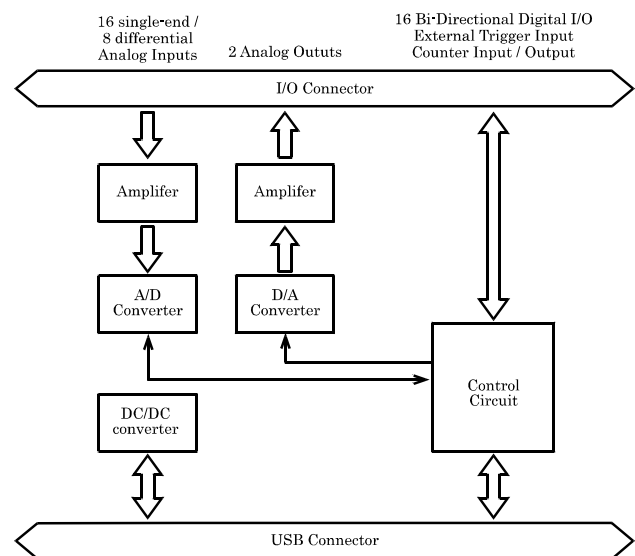 16 single-end /
8 differential
Analog Inputs
2 Analog Oututs
16 Bi-Directional Digital I/O
External Trigger Input
Counter Input / Output
I/O Connector
Amplifer
Amplifer
A/D
Converter
D/A
Converter
Control
Circuit
DC/DC
converter
USB Connector